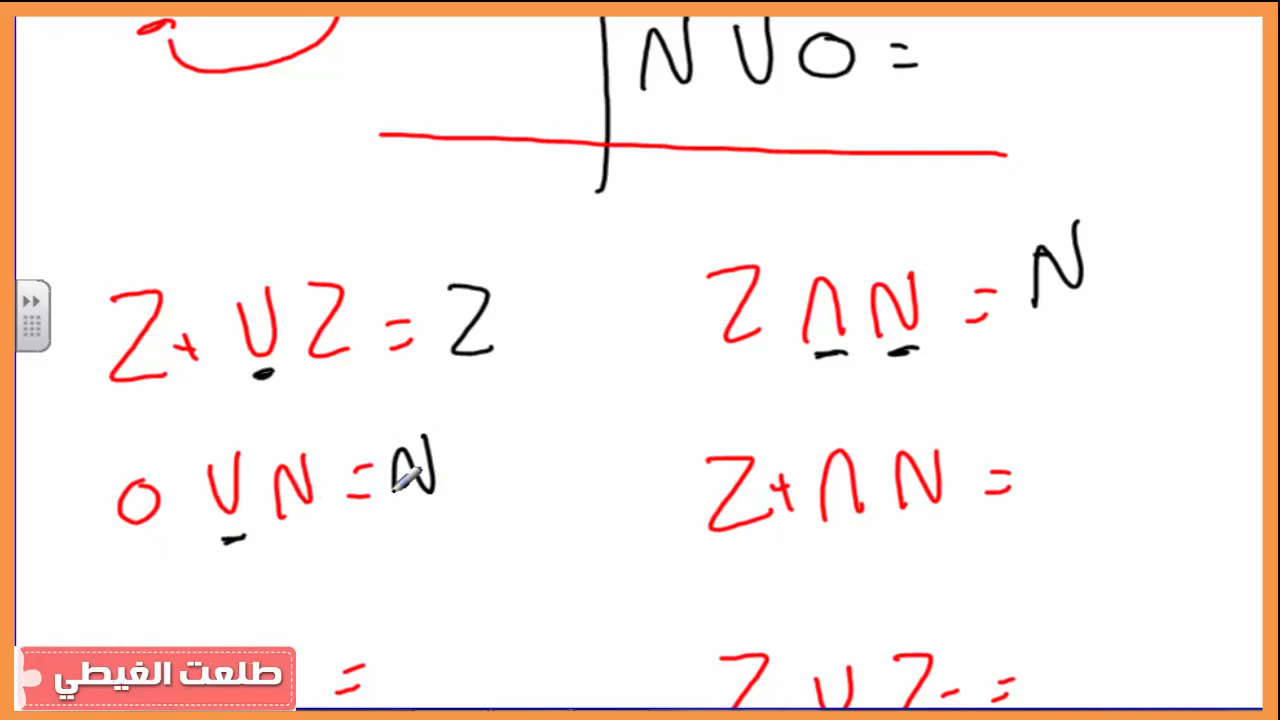 N ∪ O =
Z+ ∪ Z = Z
Z ∩ N = N
O ∪ N = N
Z+ ∩ N =
=
Z ∪ Z- =
طلعت الغيطي